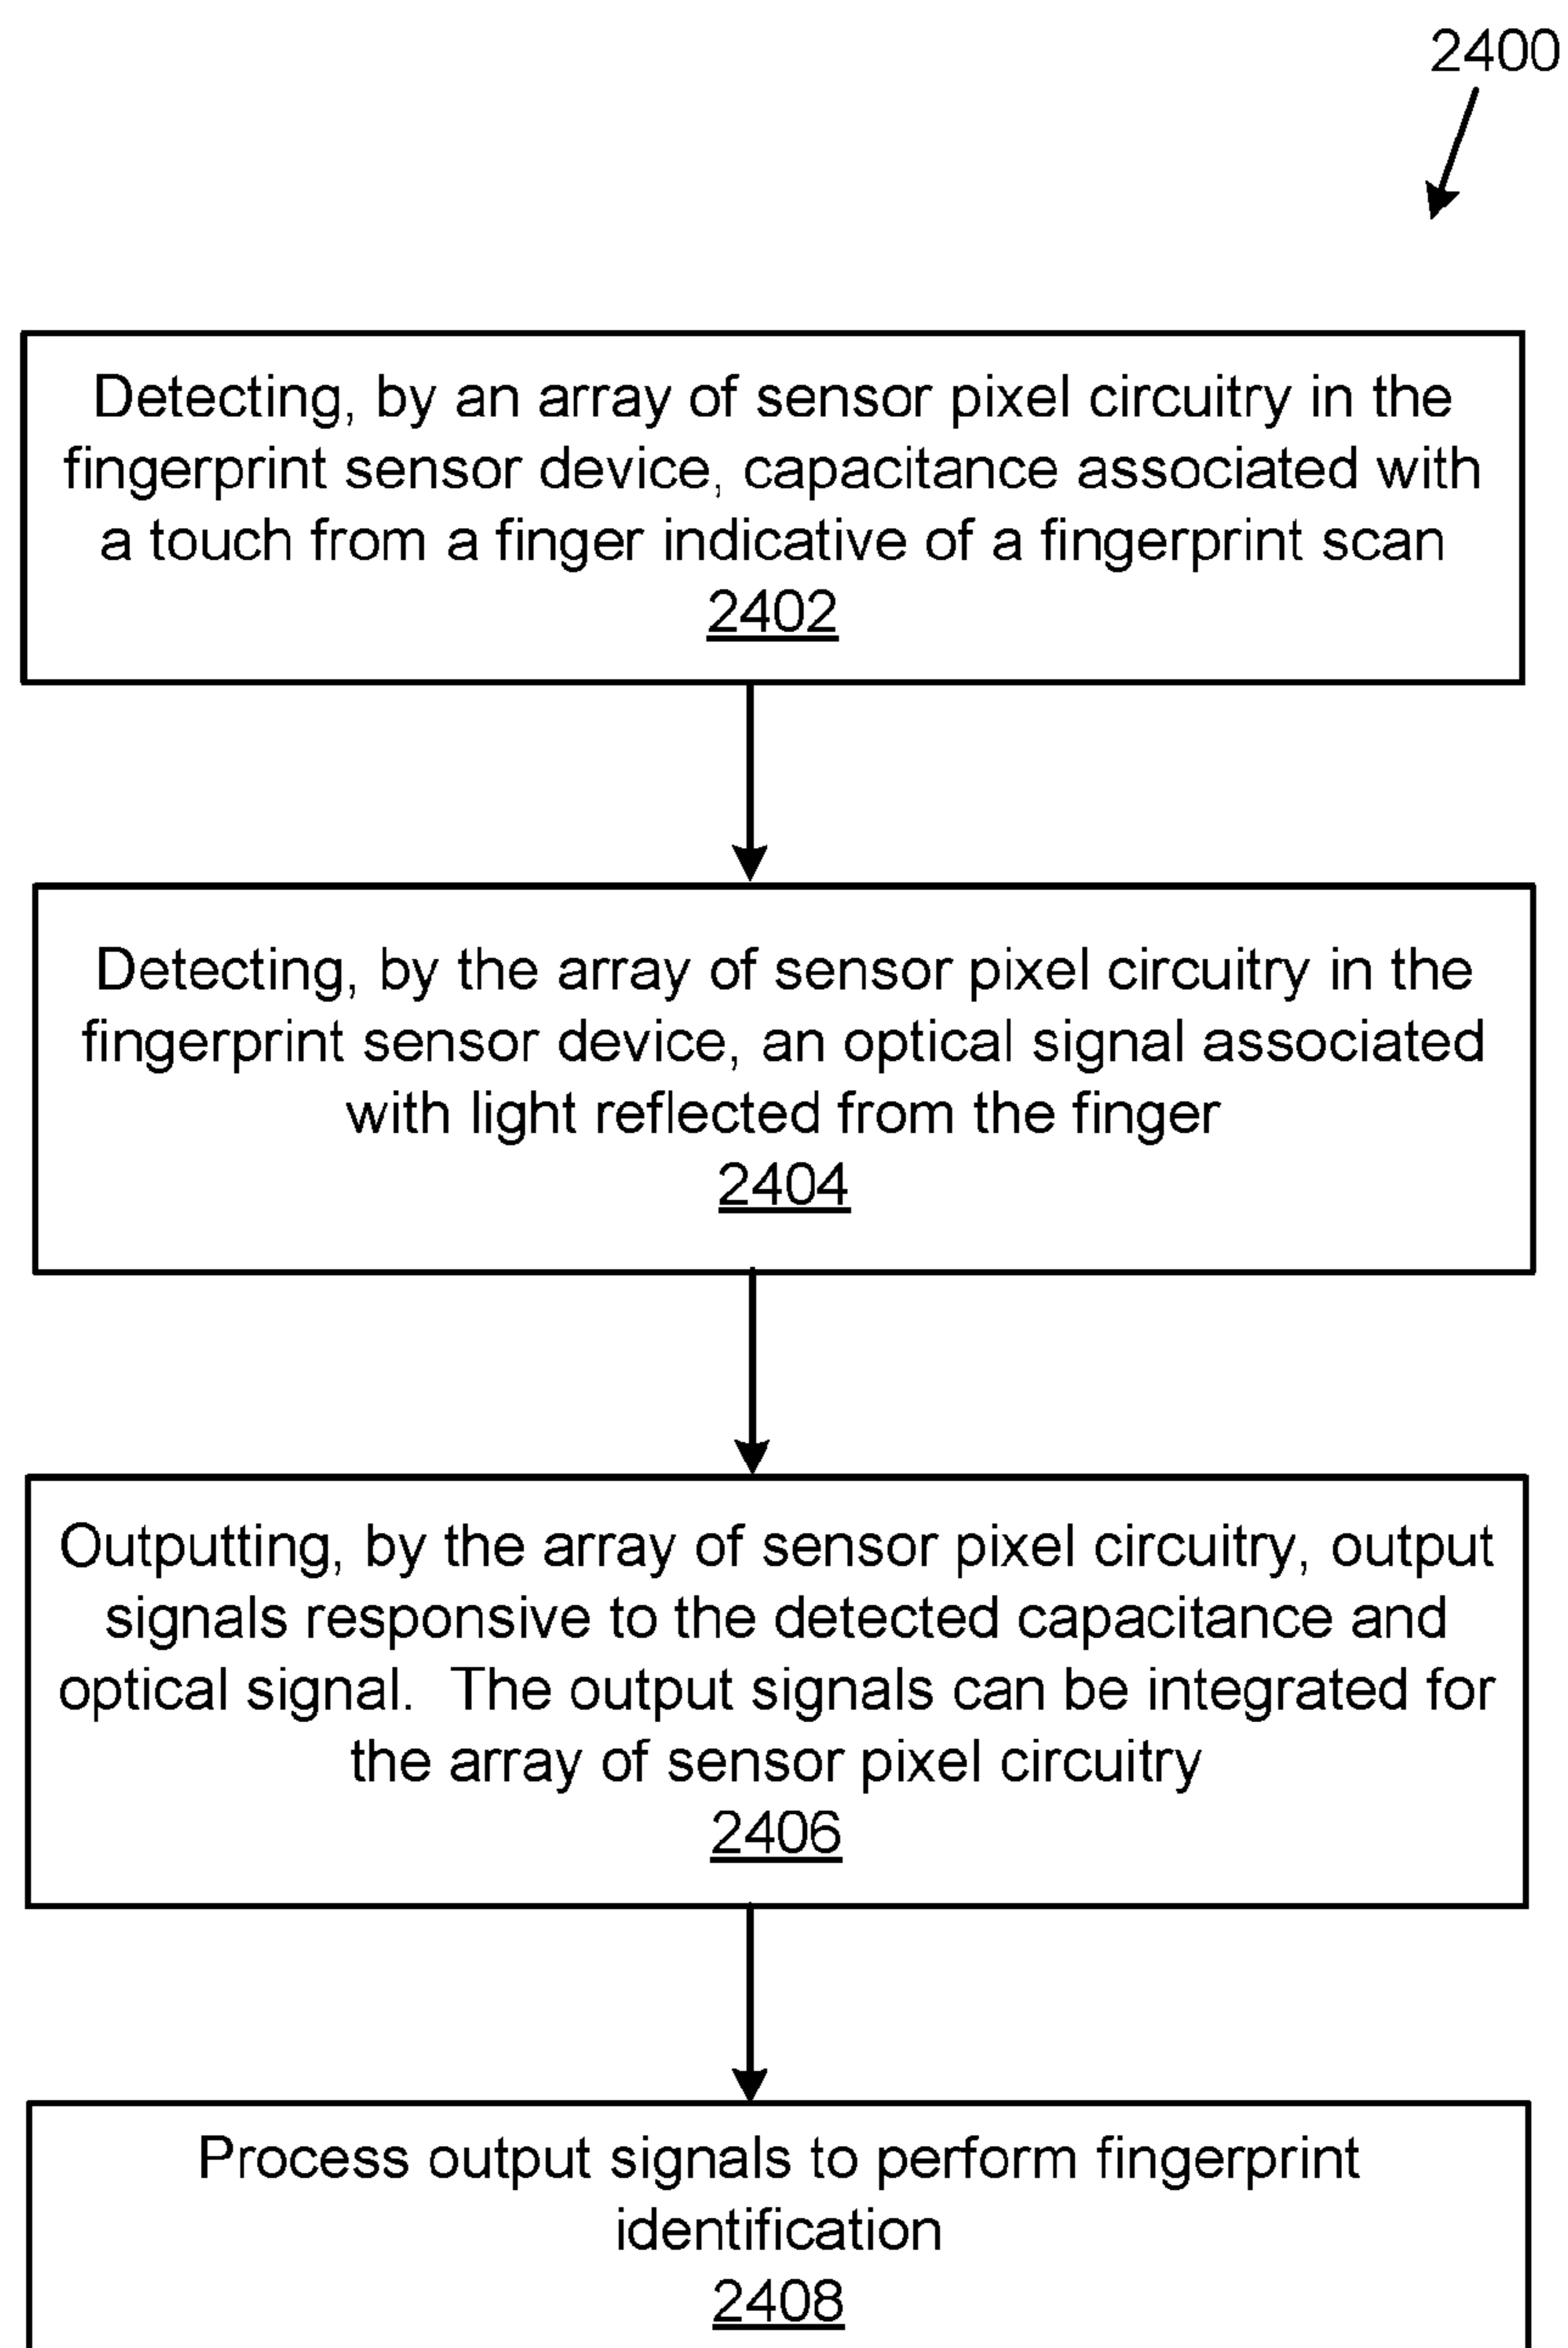 2400
Detecting, by an array of sensor pixel circuitry in the
fingerprint sensor device, capacitance associated with
a touch from a finger indicative of a fingerprint scan
2402
Detecting, by the array of sensor pixel circuitry in the
fingerprint sensor device, an optical signal associated
with light reflected from the finger
2404
Outputting, by the array of sensor pixel circuitry, output
signals responsive to the detected capacitance and
optical signal.  The output signals can be integrated for
the array of sensor pixel circuitry
2406
Process output signals to perform fingerprint
identification
2408